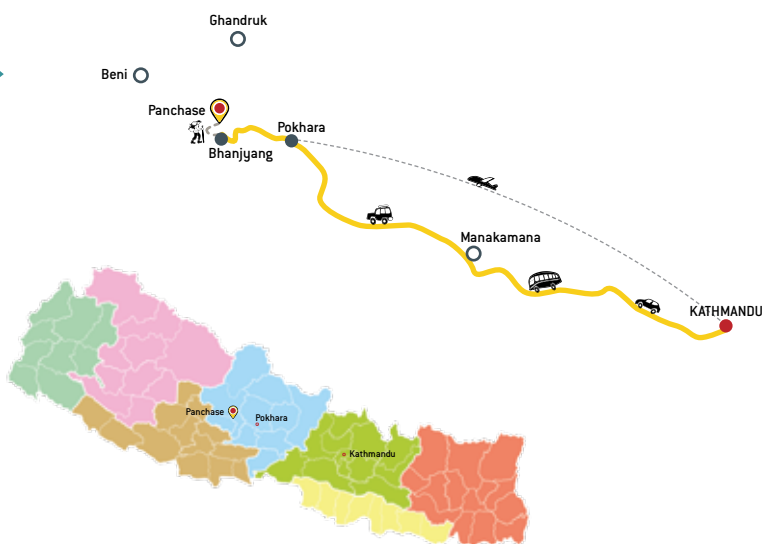 Ghandruk
Beni
Panchase
Pokhara
Bhanjyang
Manakamana
KATHMANDU
Panchase
Pokhara
Kathmandu